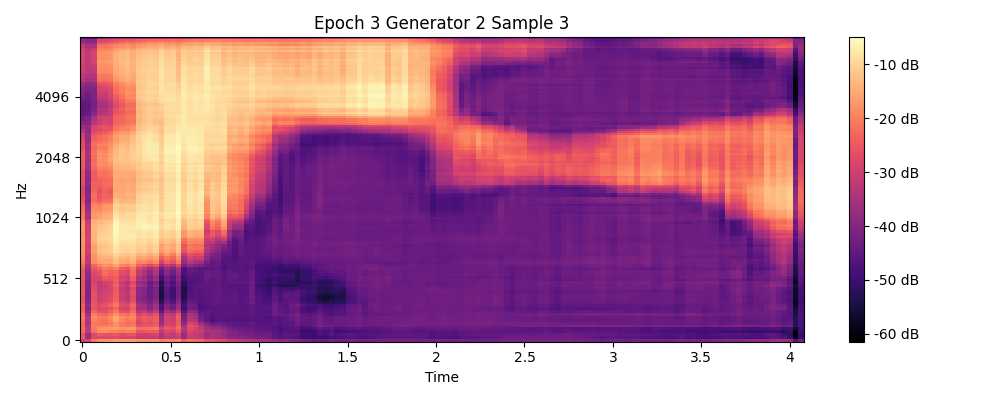 Epoch 3 Generator 2 Sample 3
Hz
4096
2048
1024
512
0
0 0.5 1 1.5 2 2.5 3 3.5 4
Time
-10 dB
-20 dB
-30 dB
-40 dB
-50 dB
-60 dB